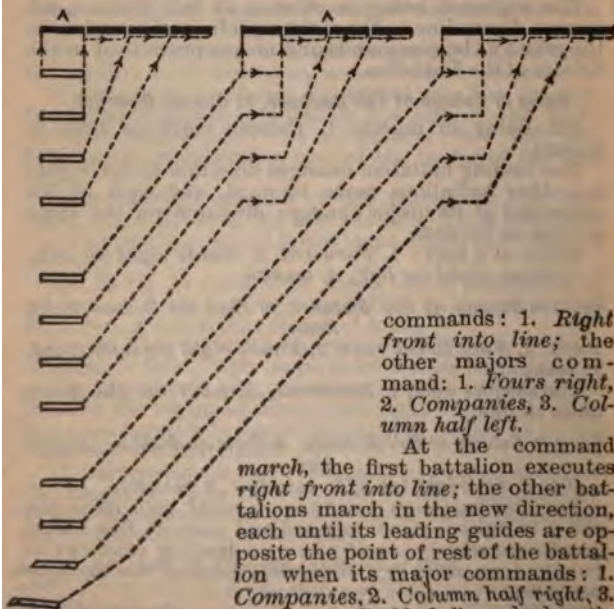 commands: 1. Right
front into line; the
other majors com-
mand: 1. Fours right,
2. Companies, 3. Col-
umn half left.
At the command
march, the first battalion executes
right front into line; the other bat-
talions march in the new direction,
each until its leading guides are op-
posite the point of rest of the battal-
ion when its major commands: 1.
Companies, 2. Column half right, 3.